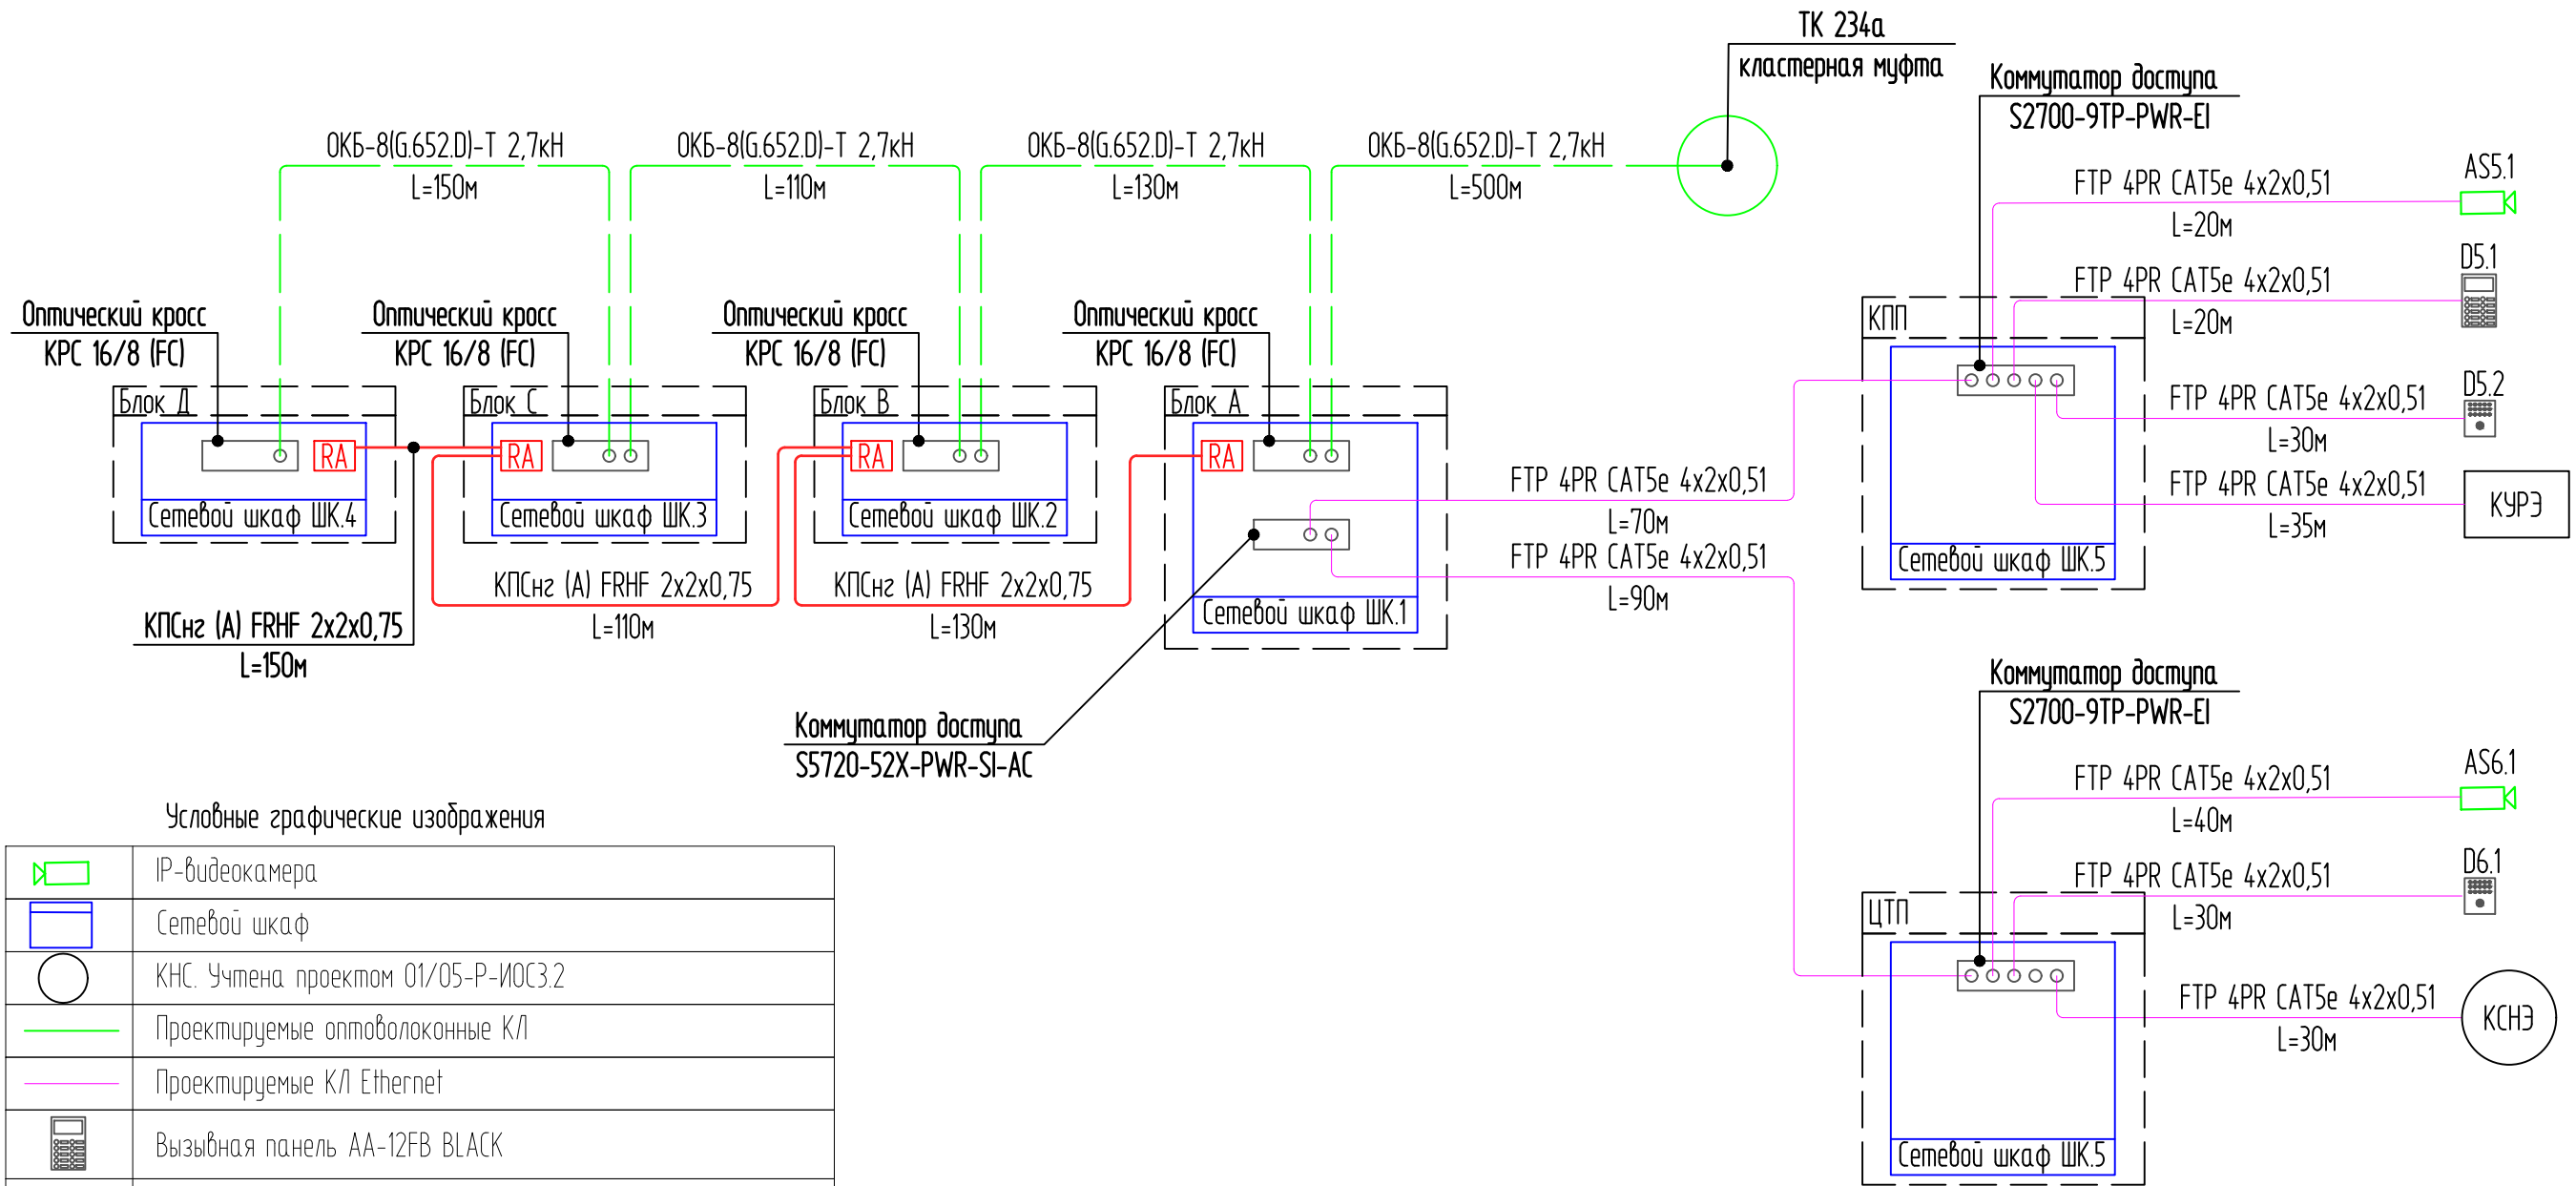 ТК 234а
кластерная муфта
Коммутатор доступа
S2700-9TP-PWR-EI
ОКБ-8(G.652.D)-Т 2,7кН
L=150м
ОКБ-8(G.652.D)-Т 2,7кН
L=110м
ОКБ-8(G.652.D)-Т 2,7кН
L=130м
ОКБ-8(G.652.D)-Т 2,7кН
L=500м
FTP 4PR CAT5e 4x2x0,51
L=20м
AS5.1
FTP 4PR CAT5e 4x2x0,51
L=20м
D5.1
Оптический кросс
КРС 16/8 (FC)
Оптический кросс
КРС 16/8 (FC)
Оптический кросс
КРС 16/8 (FC)
Оптический кросс
КРС 16/8 (FC)
КПП
Блок Д
Блок С
Блок В
Блок А
FTP 4PR CAT5e 4x2x0,51
L=30м
D5.2
RA
RA
RA
RA
FTP 4PR CAT5e 4x2x0,51
L=70м
FTP 4PR CAT5e 4x2x0,51
L=35м
КУРЭ
Сетевой шкаф ШК.4
Сетевой шкаф ШК.3
Сетевой шкаф ШК.2
Сетевой шкаф ШК.1
Сетевой шкаф ШК.5
FTP 4PR CAT5e 4x2x0,51
L=90м
КПСнг (А) FRHF 2x2x0,75
L=110м
КПСнг (А) FRHF 2x2x0,75
L=130м
КПСнг (А) FRHF 2x2x0,75
L=150м
Коммутатор доступа
S5720-52X-PWR-SI-AC
Коммутатор доступа
S2700-9TP-PWR-EI
FTP 4PR CAT5e 4x2x0,51
L=40м
AS6.1
FTP 4PR CAT5e 4x2x0,51
L=30м
D6.1
ЦТП
FTP 4PR CAT5e 4x2x0,51
L=30м
КСНЭ
Сетевой шкаф ШК.5
Условные графические изображения
IP-видеокамера
Сетевой шкаф
КНС. Учтена проектом 01/05-Р-ИОС3.2
Проектируемые оптоволоконные КЛ
Проектируемые КЛ Ethernet
Вызывная панель AA-12FB BLACK